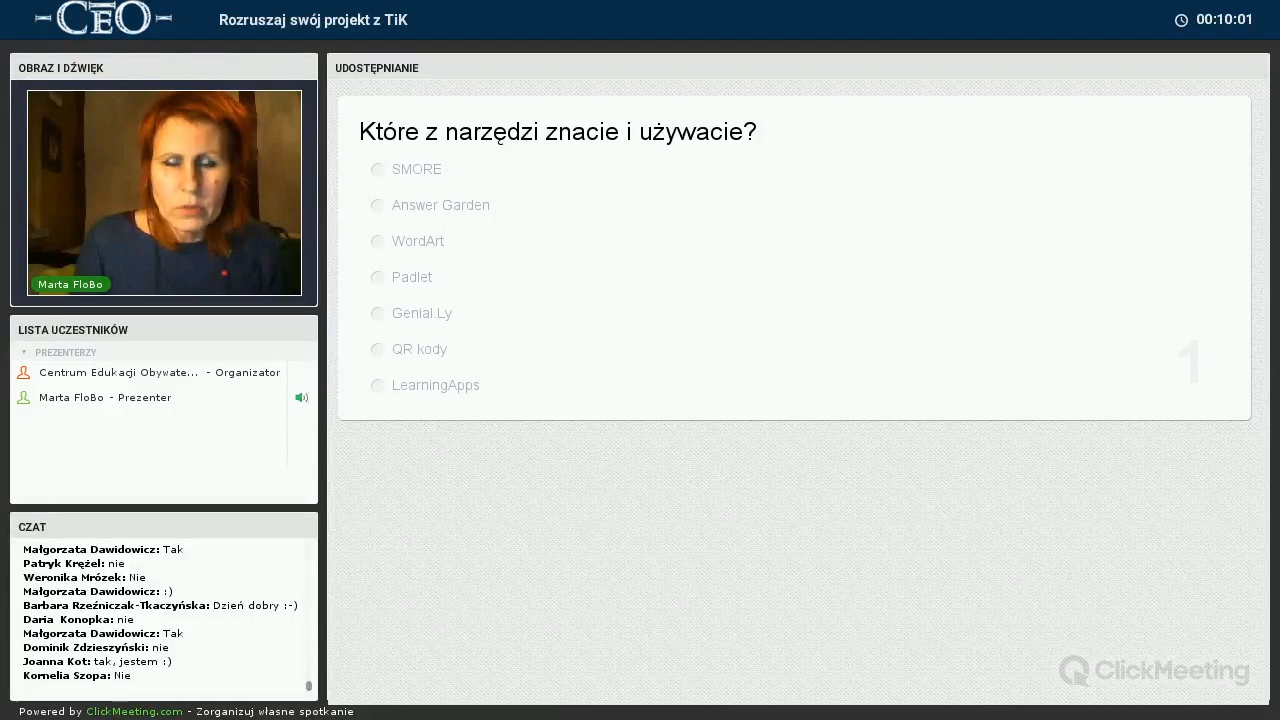 CEO
Rozruszaj swój projekt z TiK
00:10:01
OBRAZ I DŹWIĘK
Marta FloBo
LISTA UCZESTNIKÓW
PREZENTERZY
Centrum Edukacji Obywate... - Organizator
Marta FloBo - Prezenter
CZAT
Małgorzata Dawidowicz: Tak
Patryk Krężel: nie
Weronika Mrózek: Nie
Małgorzata Dawidowicz: :)
Barbara Rzeźniczak-Tkaczyńska: Dzień dobry :-)
Daria Konopka: nie
Małgorzata Dawidowicz: Tak
Dominik Zdzieszyński: nie
Joanna Kot: tak, jestem :)
Kornelia Szopa: Nie
Powered by ClickMeeting.com - Zorganizuj własne spotkanie
UDOSTĘPNIANIE
Które z narzędzi znacie i używacie?
SMORE
Answer Garden
WordArt
Padlet
Genial.Ly
QR kody
LearningApps
1
ClickMeeting